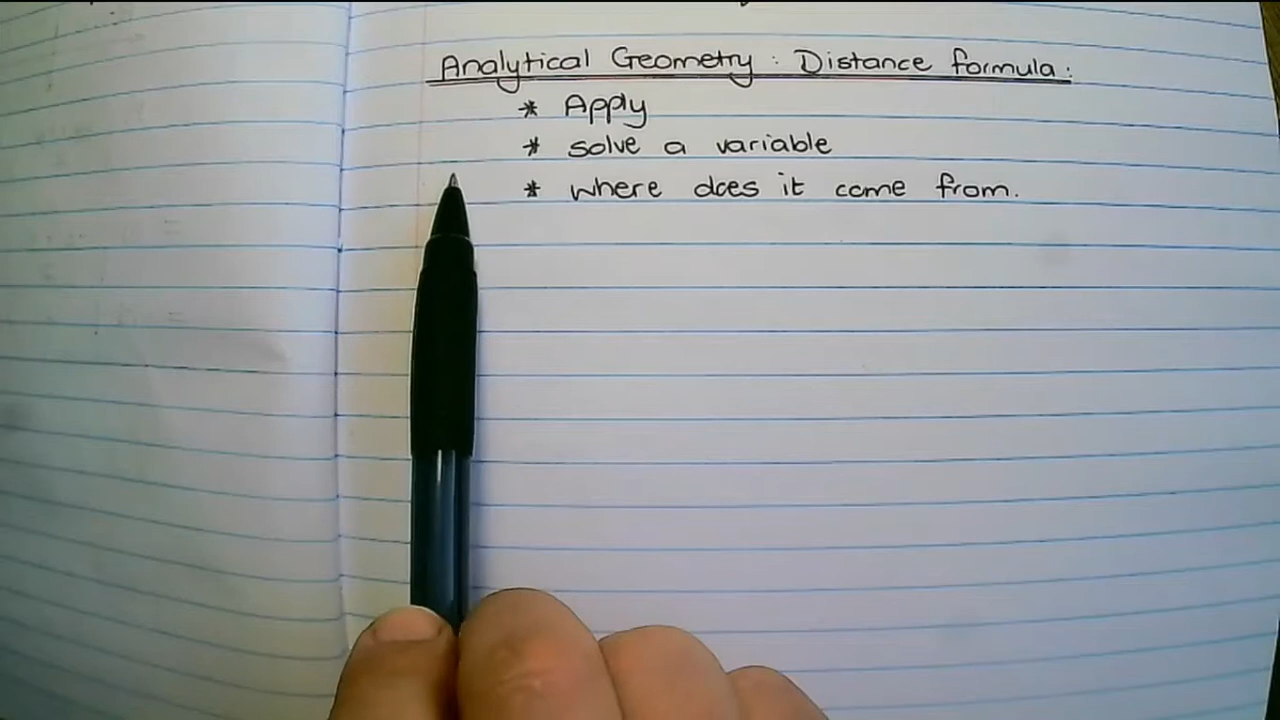 Analytical Geometry : Distance formula :
* Apply
* solve a variable
* where does it come from.